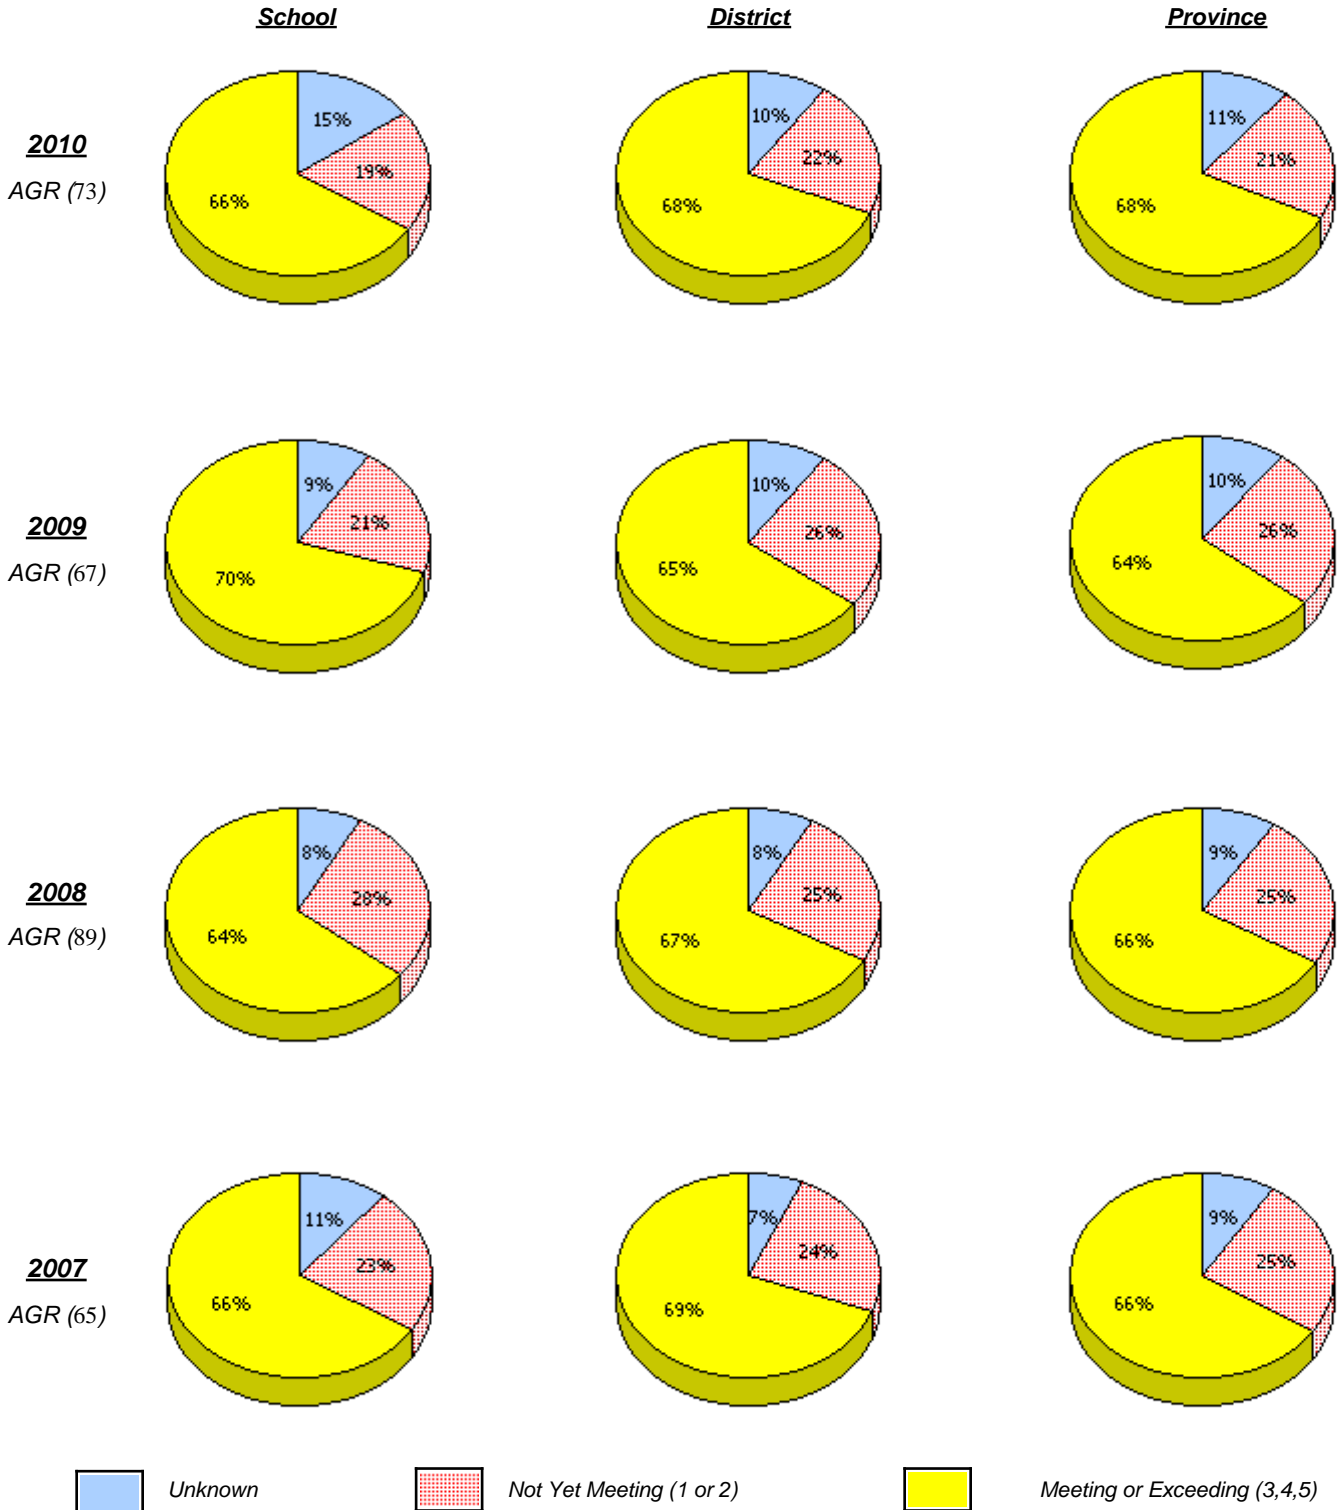 School District Province
15% 10% 11%
2010
19% 22% 21%
AGR (73)
66% 68% 68%
9% 10% 10%
2009
21% 26% 26%
AGR (67)
70% 65% 64%
8% 8% 9%
2008
28% 25% 25%
AGR (89)
64% 67% 66%
11% 7% 9%
2007
23% 24% 25%
AGR (65)
66% 69% 66%
Unknown Not Yet Meeting (1 or 2) Meeting or Exceeding (3,4,5)